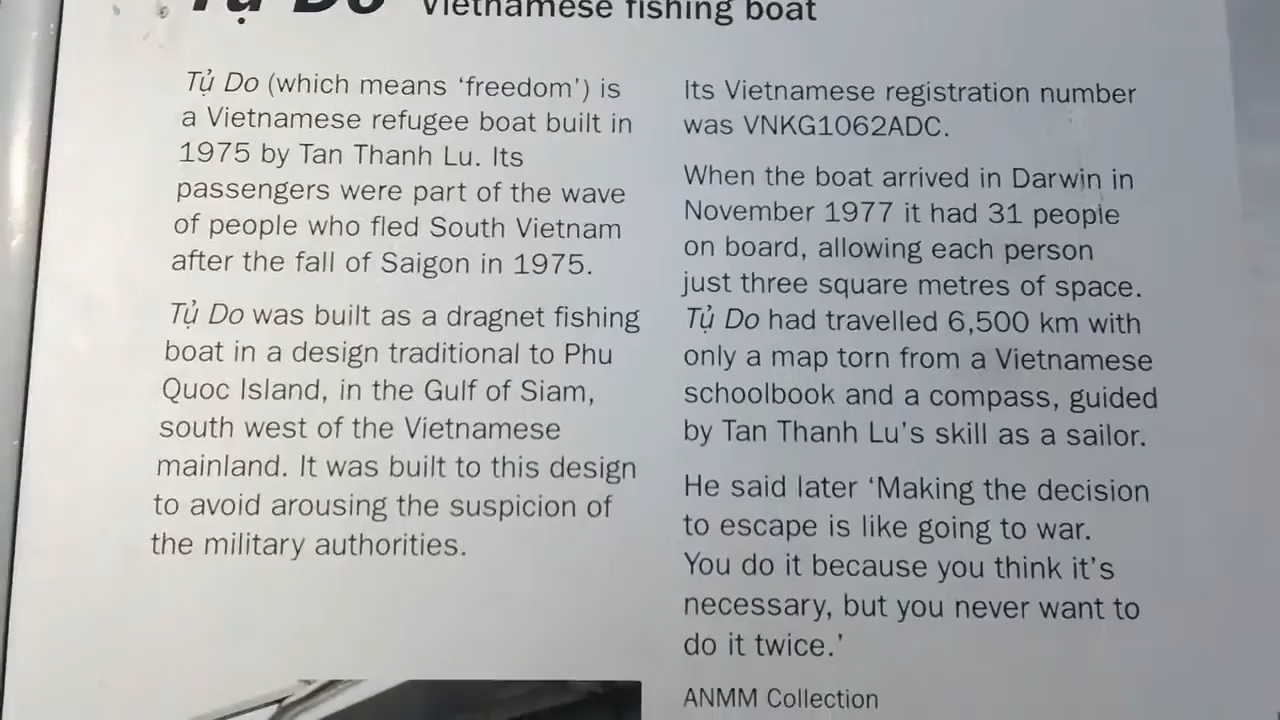 Tủ Do Vietnamese fishing boat
Tủ Do (which means ‘freedom’) is
a Vietnamese refugee boat built in
1975 by Tan Thanh Lu. Its
passengers were part of the wave
of people who fled South Vietnam
after the fall of Saigon in 1975.
Tủ Do was built as a dragnet fishing
boat in a design traditional to Phu
Quoc Island, in the Gulf of Siam,
south west of the Vietnamese
mainland. It was built to this design
to avoid arousing the suspicion of
the military authorities.
Its Vietnamese registration number
was VNKG1062ADC.
When the boat arrived in Darwin in
November 1977 it had 31 people
on board, allowing each person
just three square metres of space.
Tủ Do had travelled 6,500 km with
only a map torn from a Vietnamese
schoolbook and a compass, guided
by Tan Thanh Lu’s skill as a sailor.
He said later ‘Making the decision
to escape is like going to war.
You do it because you think it’s
necessary, but you never want to
do it twice.’
ANMM Collection